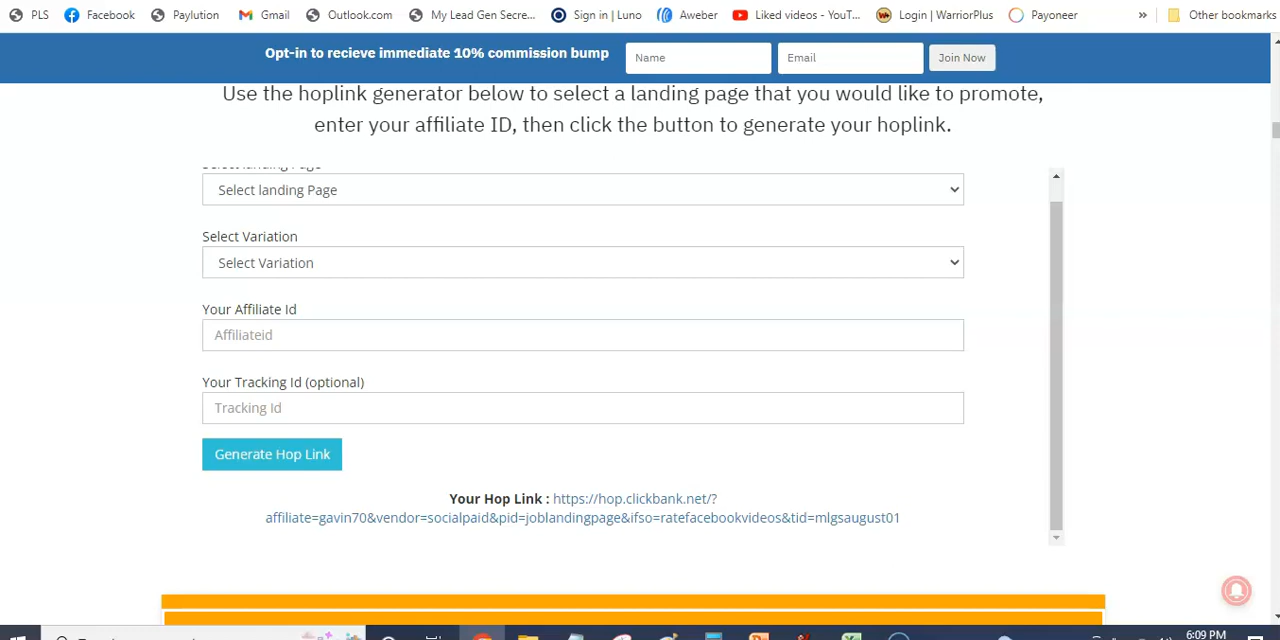 PLS Facebook Paylution Gmail Outlook.com My Lead Gen Secre... Sign in | Luno Aweber Liked videos - YouT... Login | WarriorPlus Payoneer » Other bookmarks
Opt-in to recieve immediate 10% commission bump Name Email Join Now
Use the hoplink generator below to select a landing page that you would like to promote,
enter your affiliate ID, then click the button to generate your hoplink.
Select landing Page
Select Variation
Select Variation
Your Affiliate Id
Affiliateid
Your Tracking Id (optional)
Tracking Id
Generate Hop Link
Your Hop Link : https://hop.clickbank.net/?
affiliate=gavin70&vendor=socialpaid&pid=joblandingpage&ifso=ratefacebookvideos&tid=mlgsaugust01
6:09 PM